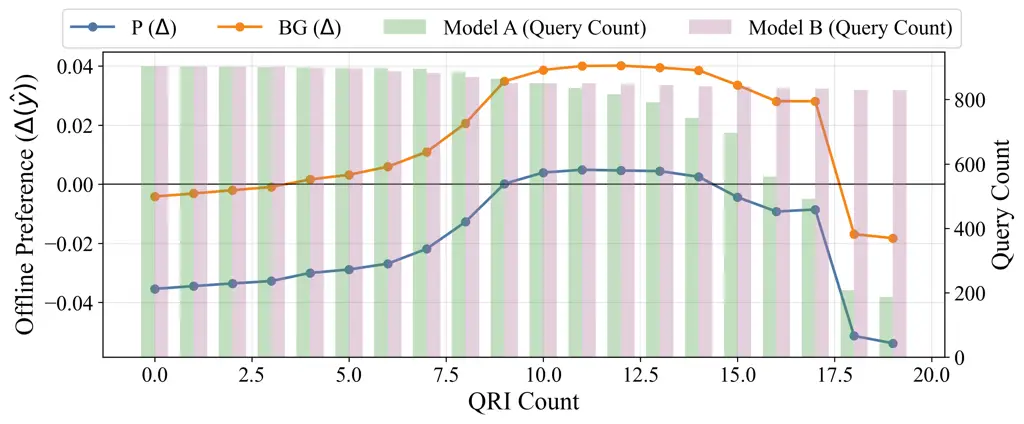 P (Δ) BG (Δ) Model A (Query Count) Model B (Query Count)
Offline Preference (Δ(ŷ))
0.04
0.02
0.00
−0.02
−0.04
800
600
400
200
0
Query Count
0.0 2.5 5.0 7.5 10.0 12.5 15.0 17.5 20.0
QRI Count